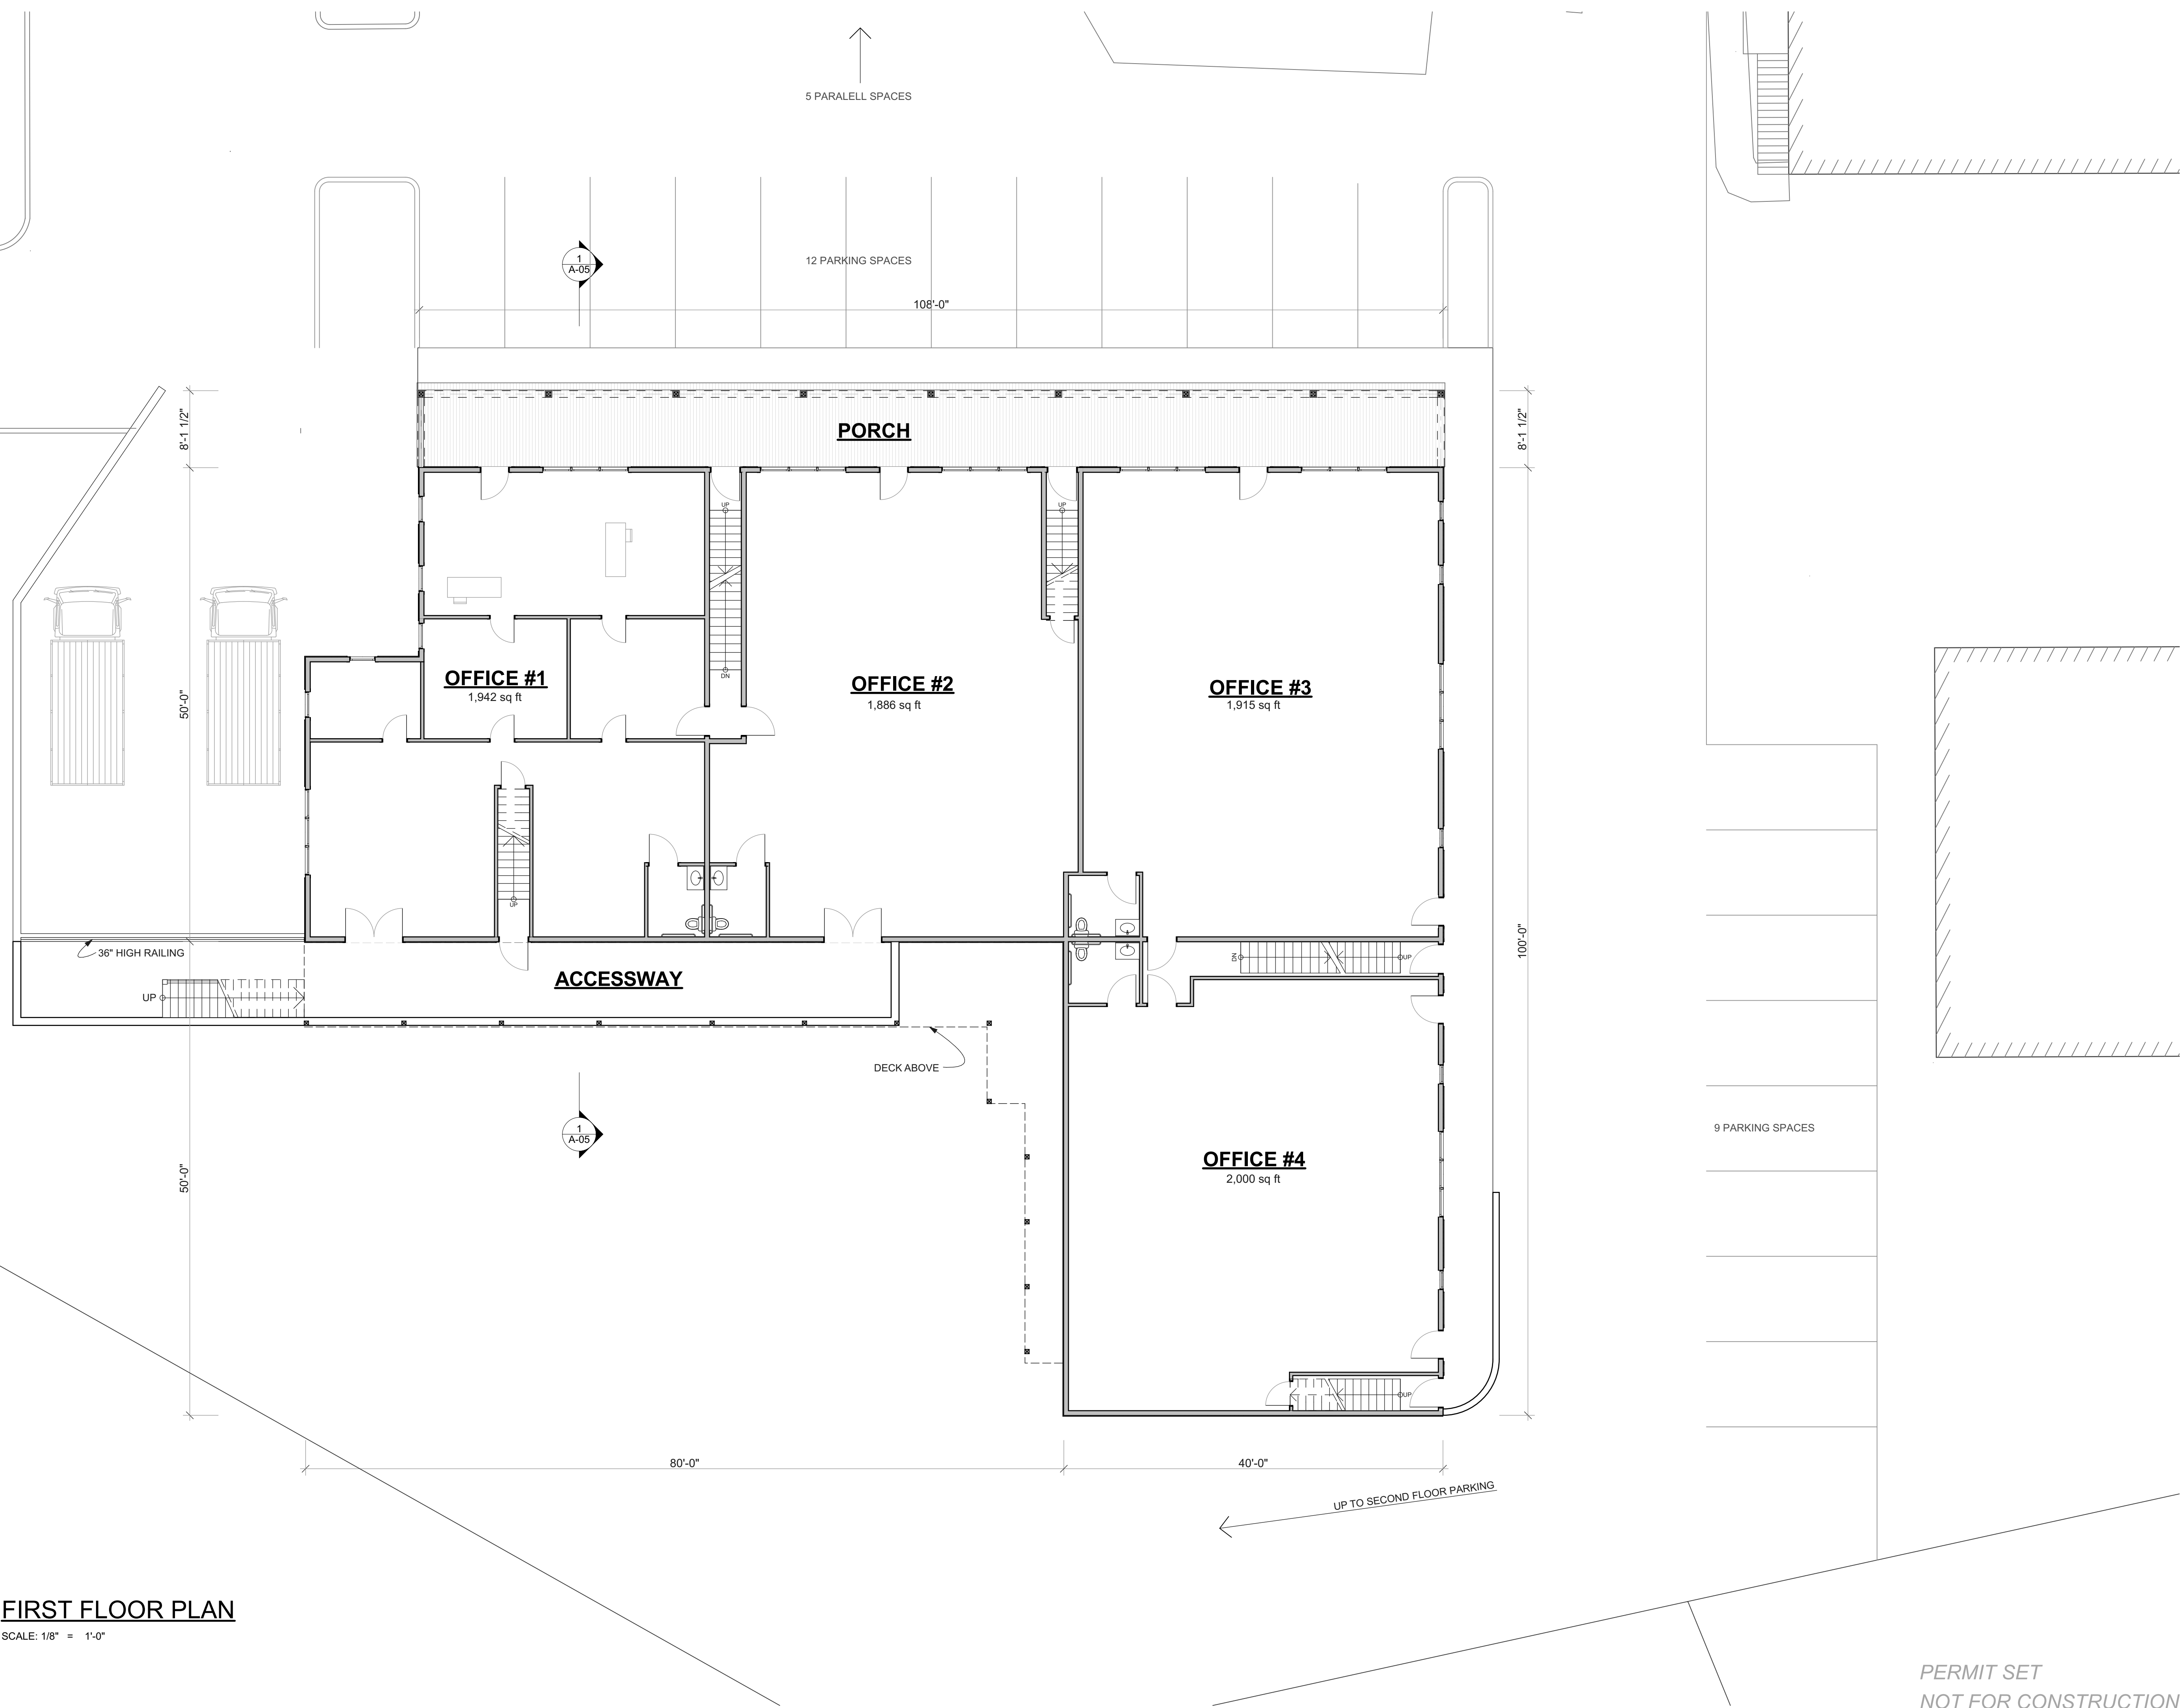 5 PARALELL SPACES
1
A-05
12 PARKING SPACES
108'-0"
8'-1 1/2"
8'-1 1/2"
PORCH
UP
UP
OFFICE #1
1,942 sq ft
DN
OFFICE #2
1,886 sq ft
OFFICE #3
1,915 sq ft
50'-0"
UP
36" HIGH RAILING
ACCESSWAY
UP
DN
UP
100'-0"
DECK ABOVE
1
A-05
9 PARKING SPACES
OFFICE #4
2,000 sq ft
50'-0"
UP
80'-0"
40'-0"
UP TO SECOND FLOOR PARKING
FIRST FLOOR PLAN
SCALE: 1/8" = 1'-0"
PERMIT SET
NOT FOR CONSTRUCTION